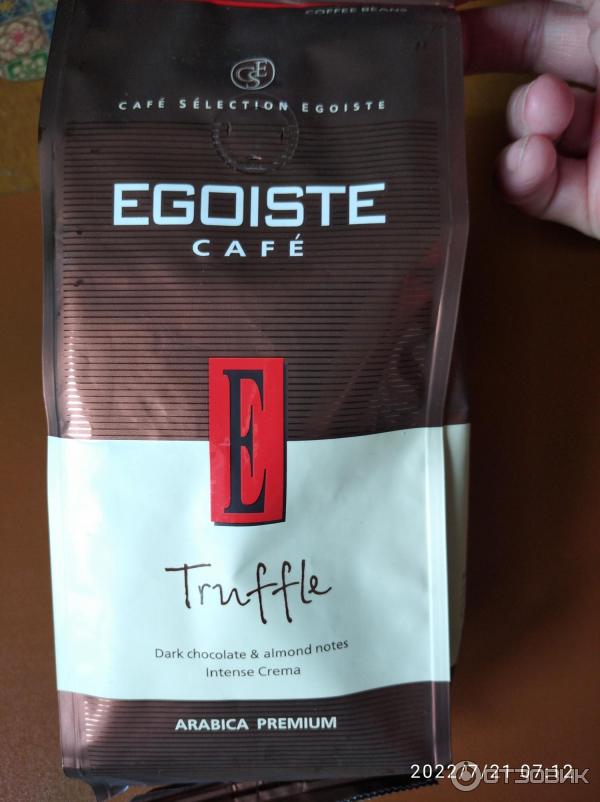 COFFEE BEANS
CAFÉ SÉLECTION EGOISTE
EGOISTE
CAFÉ
E
Truffle
Dark chocolate & almond notes
Intense Crema
ARABICA PREMIUM
2022/7/21 07:12
ОТЗОВИК